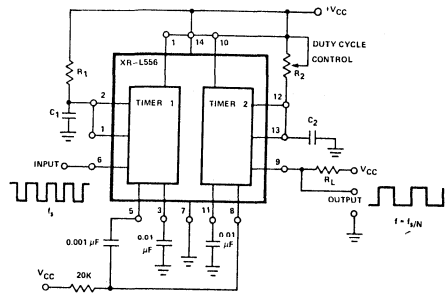 +VCC
1
14
10
DUTY CYCLE
CONTROL
XR-L556
R1
R2
2
TIMER 1
TIMER 2
12
C1
1
13
C2
INPUT
6
9
RL
VCC
OUTPUT
fs
5
3
7
11
8
f = fs/N
0.001 µF
0.01
µF
0.01
µF
VCC
20K